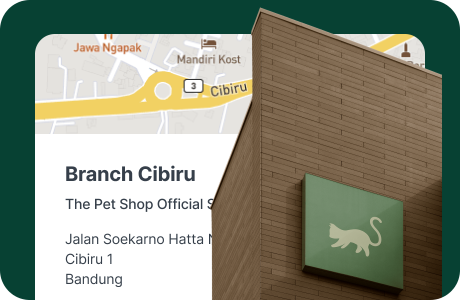 Jawa Ngapak
Mandiri Kost
3
Cibiru
Branch Cibiru
The Pet Shop Official
Jalan Soekarno Hatta
Cibiru 1
Bandung